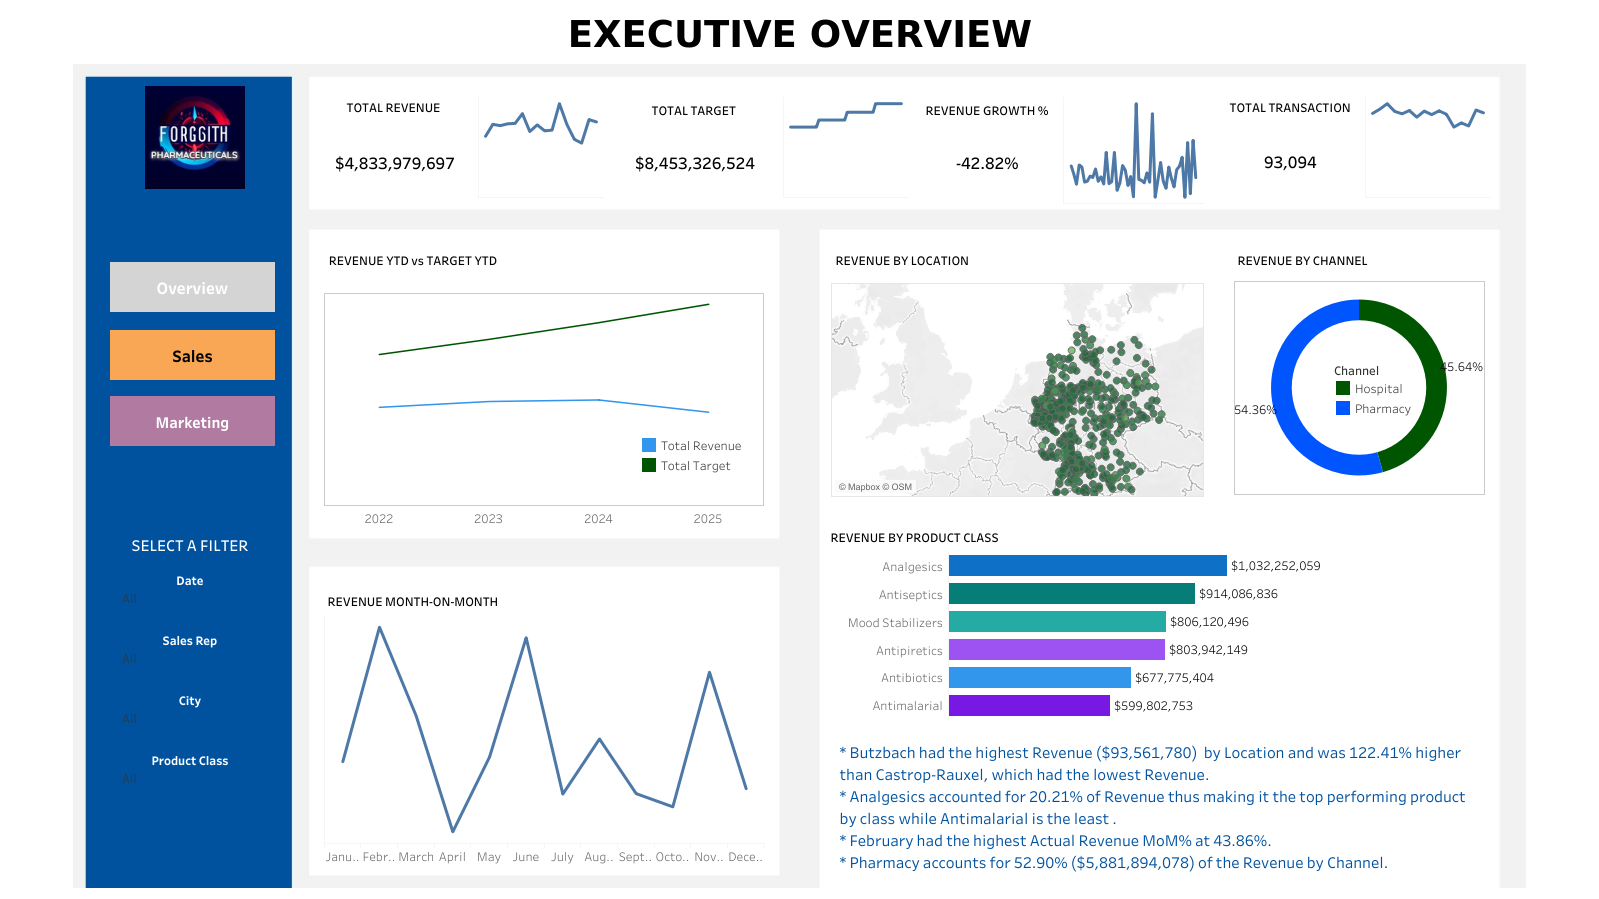 EXECUTIVE OVERVIEW
FORGGITH
PHARMACEUTICALS
Overview
Sales
Marketing
SELECT A FILTER
Date
All
Sales Rep
All
City
All
Product Class
All
TOTAL REVENUE
$4,833,979,697
TOTAL TARGET
$8,453,326,524
REVENUE GROWTH %
-42.82%
TOTAL TRANSACTION
93,094
REVENUE YTD vs TARGET YTD
Total Revenue
Total Target
2022 2023 2024 2025
REVENUE MONTH-ON-MONTH
Janu.. Febr.. March April May June July Aug.. Sept.. Octo.. Nov.. Dece..
REVENUE BY LOCATION
© Mapbox © OSM
REVENUE BY CHANNEL
45.64%
Channel
Hospital
Pharmacy
54.36%
REVENUE BY PRODUCT CLASS
Analgesics $1,032,252,059
Antiseptics $914,086,836
Mood Stabilizers $806,120,496
Antipiretics $803,942,149
Antibiotics $677,775,404
Antimalarial $599,802,753
* Butzbach had the highest Revenue ($93,561,780) by Location and was 122.41% higher
than Castrop-Rauxel, which had the lowest Revenue.
* Analgesics accounted for 20.21% of Revenue thus making it the top performing product
by class while Antimalarial is the least .
* February had the highest Actual Revenue MoM% at 43.86%.
* Pharmacy accounts for 52.90% ($5,881,894,078) of the Revenue by Channel.